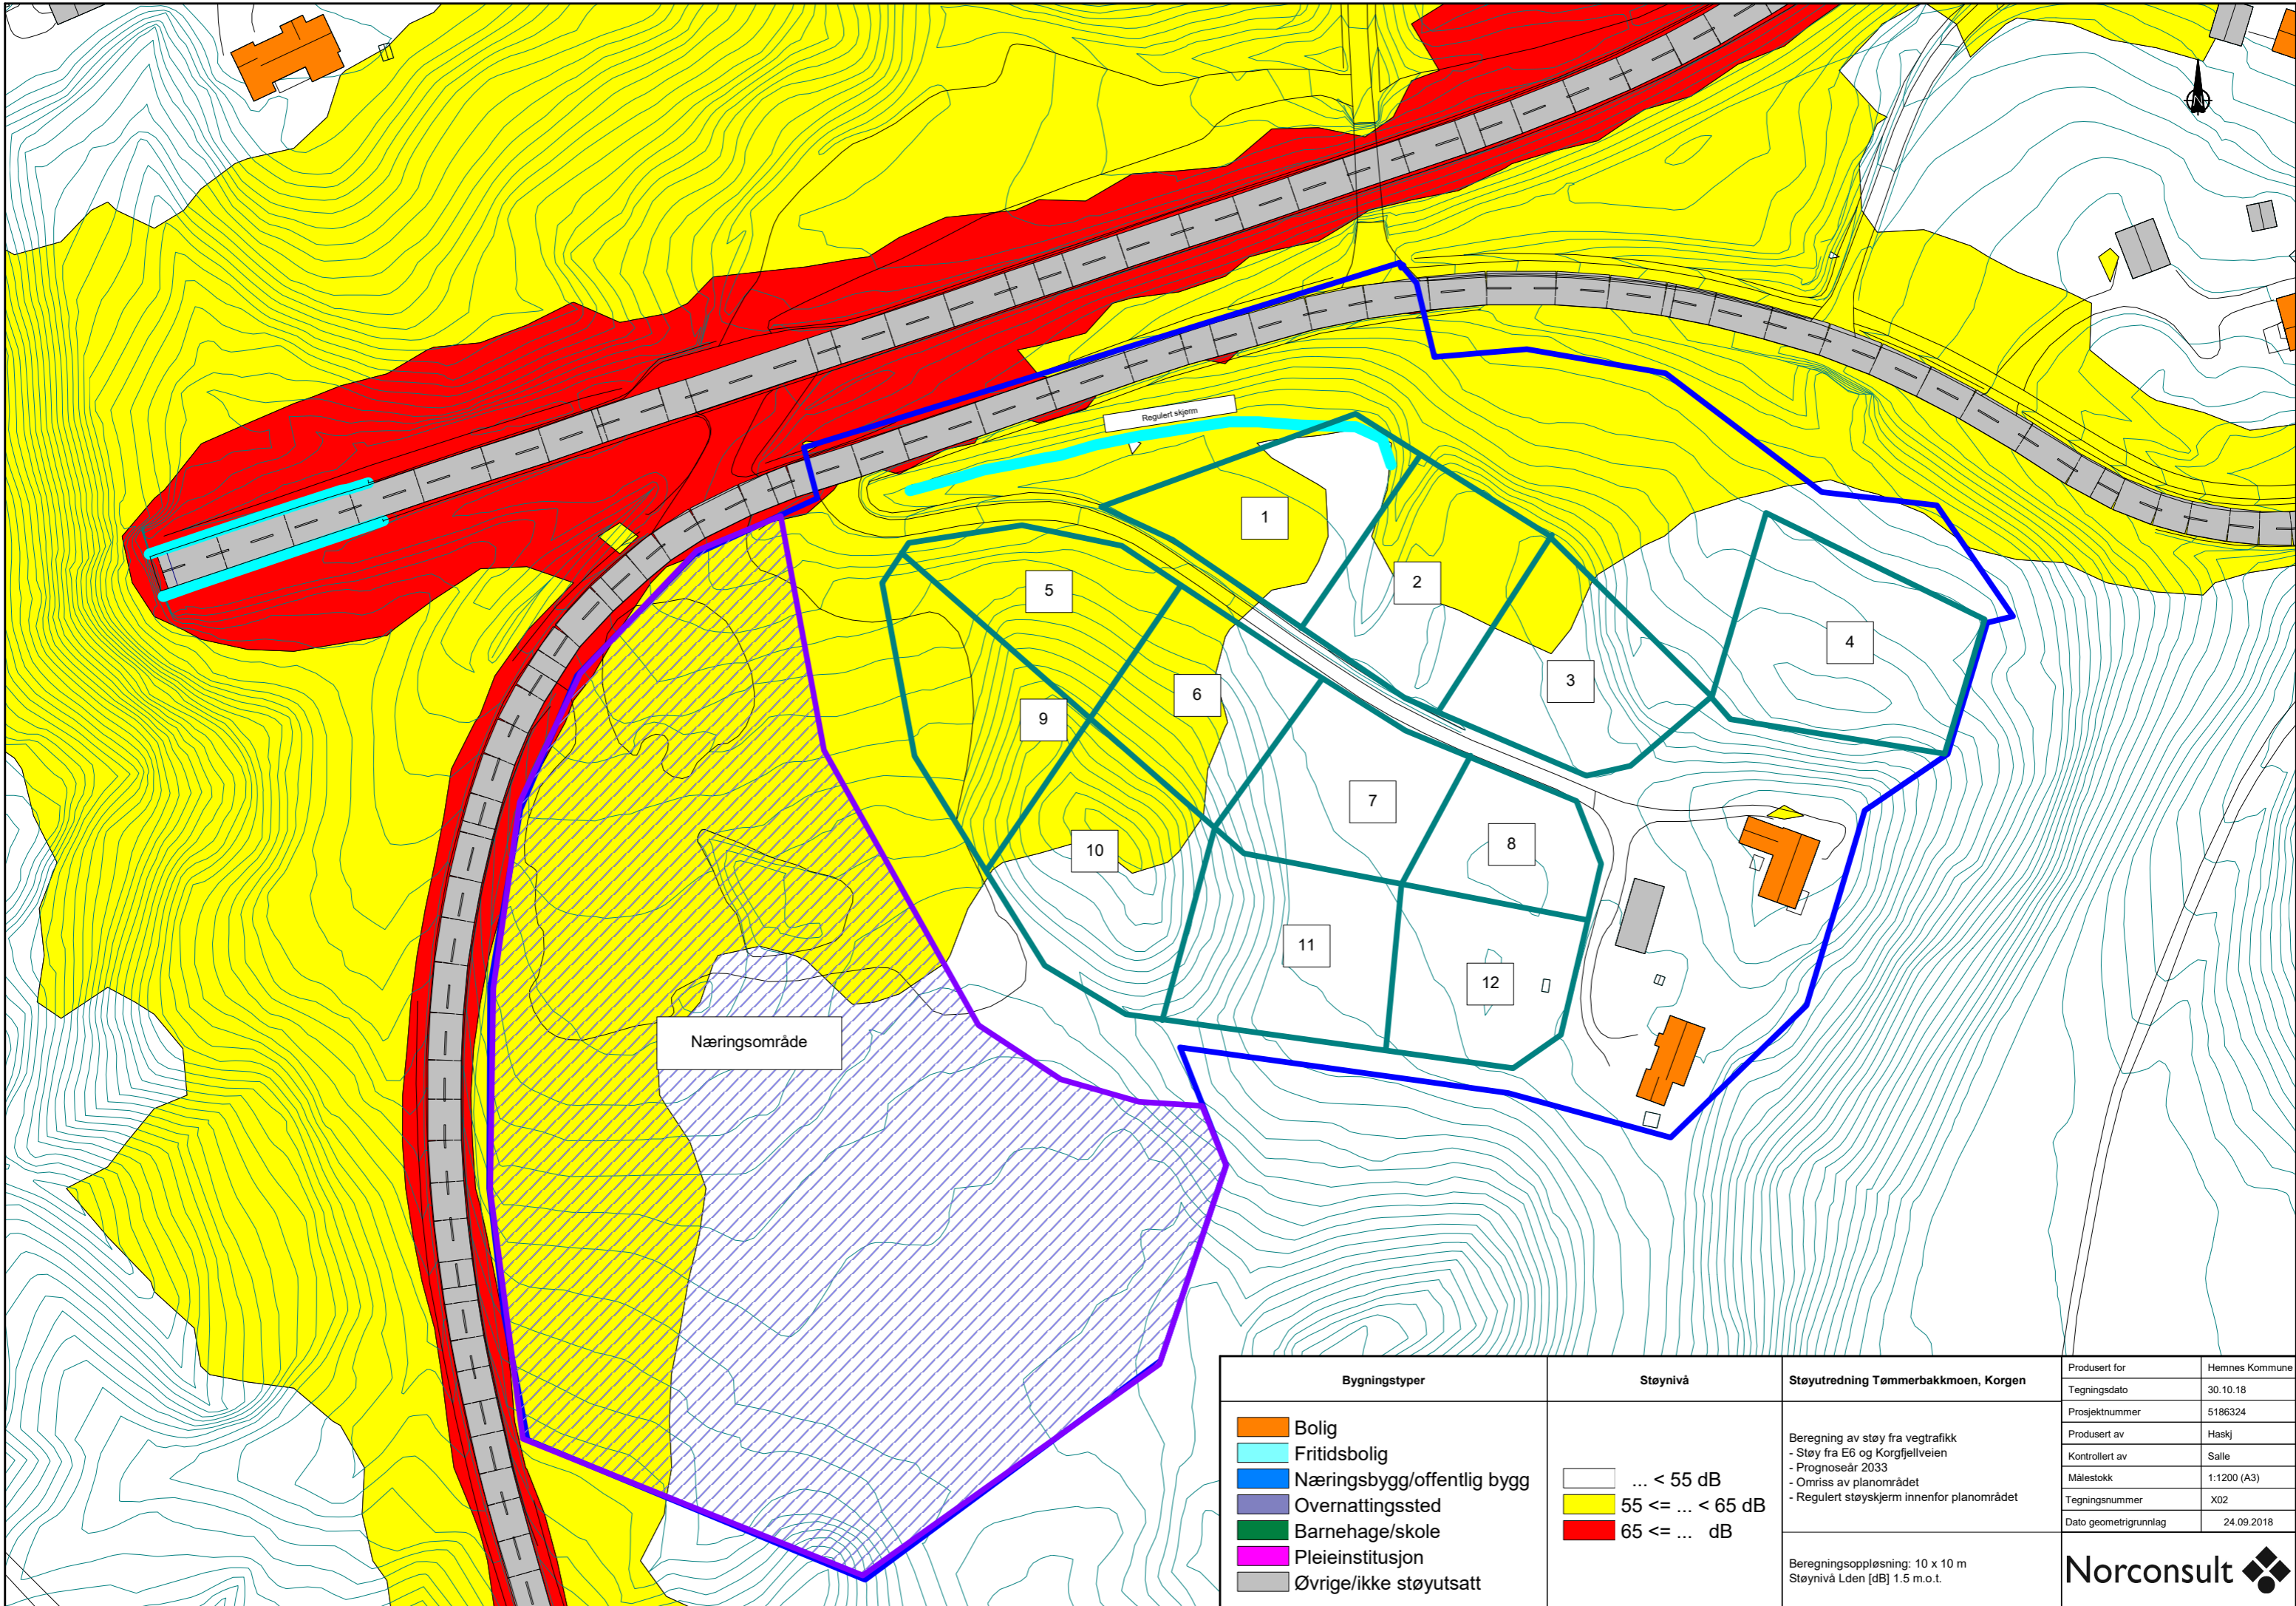 N
Regulert skjerm
1
2
3
4
5
6
7
8
9
10
11
12
Næringsområde
Bygningstyper
Bolig
Fritidsbolig
Næringsbygg/offentlig bygg
Overnattingssted
Barnehage/skole
Pleieinstitusjon
Øvrige/ikke støyutsatt
Støynivå
... < 55 dB
55 <= ... < 65 dB
65 <= ... dB
Støyutredning Tømmerbakkmoen, Korgen
Beregning av støy fra vegtrafikk
- Støy fra E6 og Korgfjellveien
- Prognoseår 2033
- Omriss av planområdet
- Regulert støyskjerm innenfor planområdet
Beregningsoppløsning: 10 x 10 m
Støynivå Lden [dB] 1.5 m.o.t.
Produsert for Hemnes Kommune
Tegningsdato 30.10.18
Prosjektnummer 5186324
Produsert av Haskj
Kontrollert av Salle
Målestokk 1:1200 (A3)
Tegningsnummer X02
Dato geometrigrunnlag 24.09.2018
Norconsult